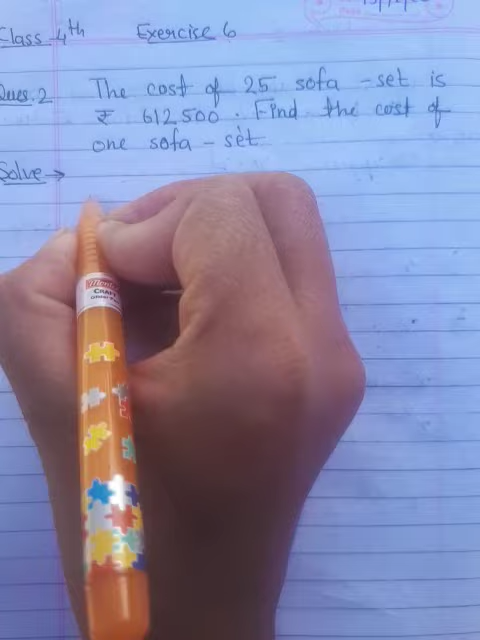 Class 4th Exercise 6
Ques.2 The cost of 25 sofa-set is
₹ 612500. Find the cost of
one sofa-set
Solve →